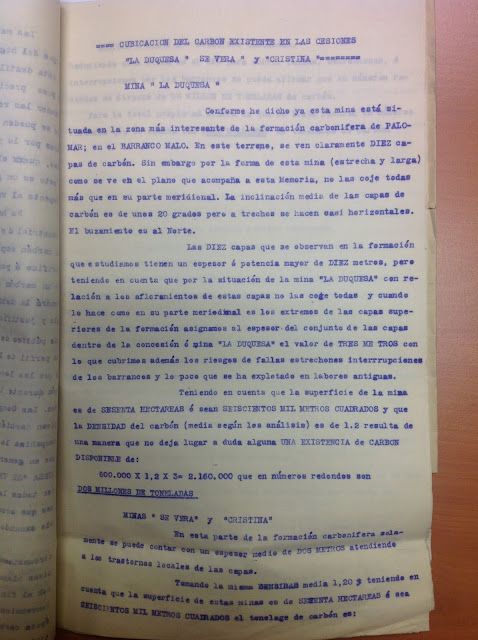 ==== CUBICACION DEL CARBON EXISTENTE EN LAS CESIONES
"LA DUQUESA " SE VERA " y "CRISTINA "========
MINA " LA DUQUESA "
Conforme he dicho ya esta mina está si-
tuada en la zona más interesante de la formación carbonifera de PALO-
MAR; en el BARRANCO MALO. En este terreno, se ven claramente DIEZ ca-
pas de carbón. Sin embargo por la forma de esta mina (estrecha y larga)
como se ve en el plano que acompaña a esta Memoria, no las coje todas
más que en su parte meridional. La inclinación media de las capas de
carbón es de unos 20 grados pero a trechos se hacen casi horizontales.
El buzamiento es al Norte.
Las DIEZ capas que se observan en la formación
que estudiamos tienen un espesor ó potencia mayor de DIEZ metros, pero
teniendo en cuenta que por la situación de la mina "LA DUQUESA" con re-
lación a los afloramientos de estas capas no las coge todas y cuando
lo hace como en su parte meriodinal es los extremos de las capas supe-
riores de la formación asignamos al espesor del conjunto de las capas
dentro de la concesión ó mina "LA DUQUESA" el valor de TRES METROS con
lo que cubrimos además los riesgos de fallas estrechones interrrupciones
de los barrancos y lo poco que se ha explotado en labores antiguas.
Teniendo en cuenta que la superficie de la mina
es de SESENTA HECTAREAS ó sean SEISCIENTOS MIL METROS CUADRADOS y que
la DENSIDAD del carbón (media según los análisis) es de 1.2 resulta de
una manera que no deja lugar a duda alguna UNA EXISTENCIA de CARBON
DISPONIBLE de:
600.000 X 1,2 X 3= 2.160.000 que en números redondos son
DOS MILLONES DE TONELADAS
MINAS " SE VERA" y "CRISTINA"
En esta parte de la formación carbonifera sola-
mente se puede contar con un espesor medio de DOS METROS atendiendo
a los trastornos locales de las capas.
Tomando la misma DENSIDAD media 1,20 y teniendo en
cuenta que la superficie de estas minas en de SESENTA HECTAREAS ó sea
SEISCIENTOS MIL METROS CUADRADOS el tonelage de carbón es: